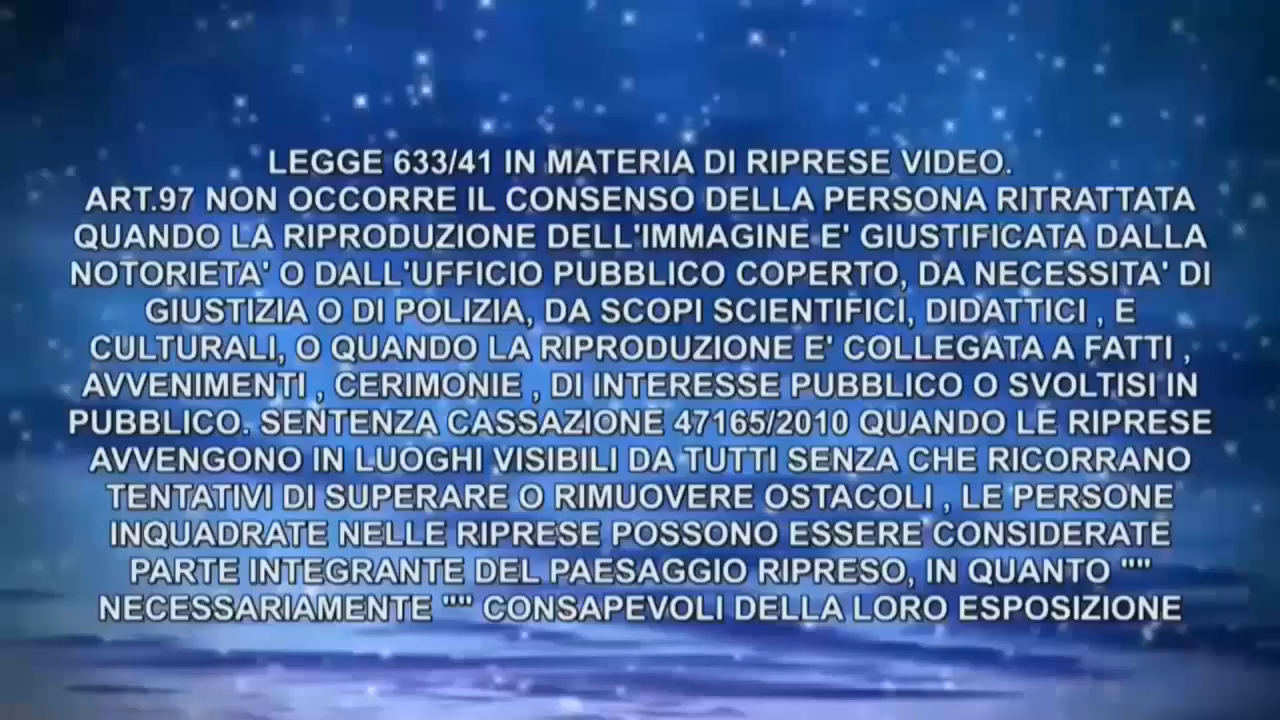 LEGGE 633/41 IN MATERIA DI RIPRESE VIDEO.
ART.97 NON OCCORRE IL CONSENSO DELLA PERSONA RITRATTATA
QUANDO LA RIPRODUZIONE DELL'IMMAGINE E' GIUSTIFICATA DALLA
NOTORIETA' O DALL'UFFICIO PUBBLICO COPERTO, DA NECESSITA' DI
GIUSTIZIA O DI POLIZIA, DA SCOPI SCIENTIFICI, DIDATTICI , E
CULTURALI, O QUANDO LA RIPRODUZIONE E' COLLEGATA A FATTI ,
AVVENIMENTI , CERIMONIE , DI INTERESSE PUBBLICO O SVOLTISI IN
PUBBLICO. SENTENZA CASSAZIONE 47165/2010 QUANDO LE RIPRESE
AVVENGONO IN LUOGHI VISIBILI DA TUTTI SENZA CHE RICORRANO
TENTATIVI DI SUPERARE O RIMUOVERE OSTACOLI , LE PERSONE
INQUADRATE NELLE RIPRESE POSSONO ESSERE CONSIDERATE
PARTE INTEGRANTE DEL PAESAGGIO RIPRESO, IN QUANTO ""
NECESSARIAMENTE "" CONSAPEVOLI DELLA LORO ESPOSIZIONE